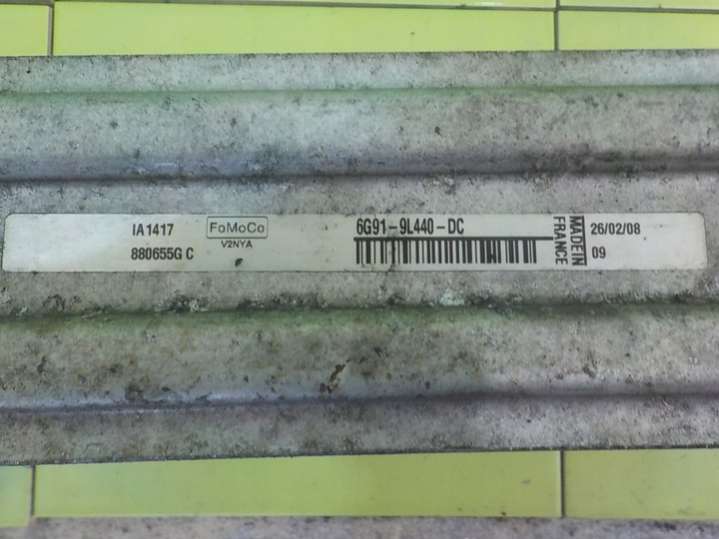 IA1417
880655G C
FoMoCo
V2NYA
6G91-9L440-DC
MADE IN
FRANCE
26/02/08
09